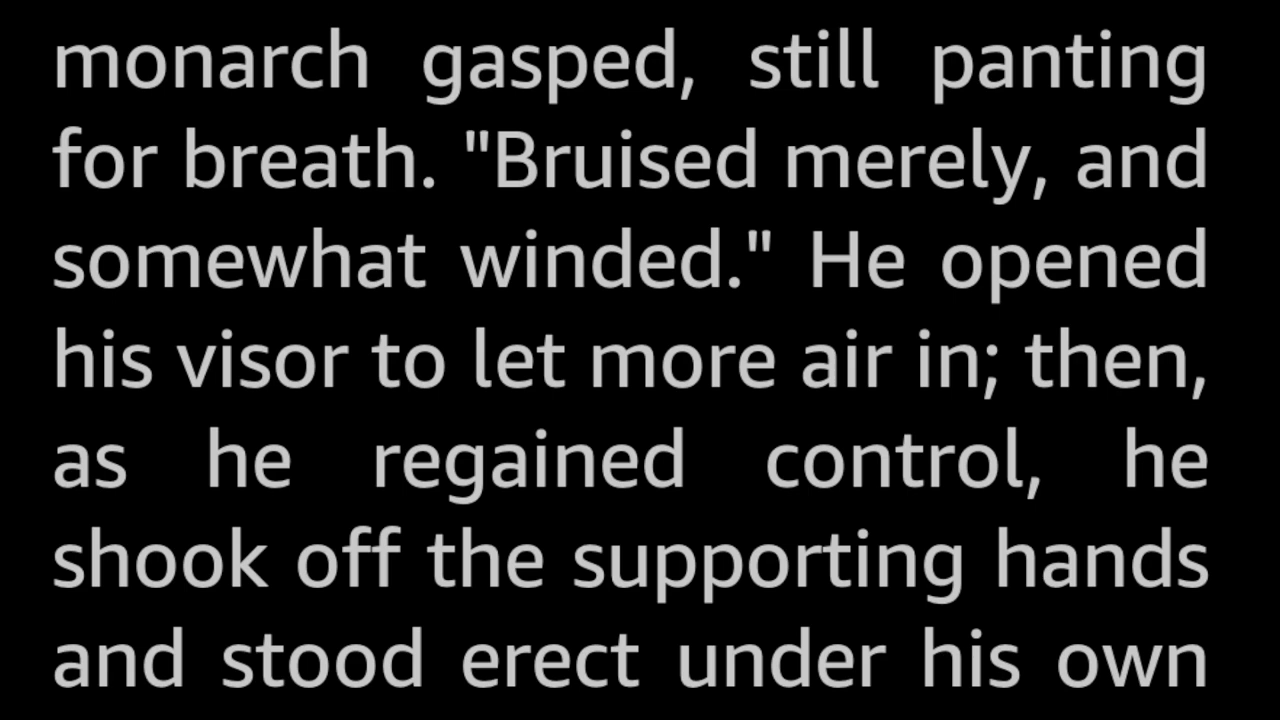 monarch gasped, still panting
for breath. "Bruised merely, and
somewhat winded." He opened
his visor to let more air in; then,
as he regained control, he
shook off the supporting hands
and stood erect under his own